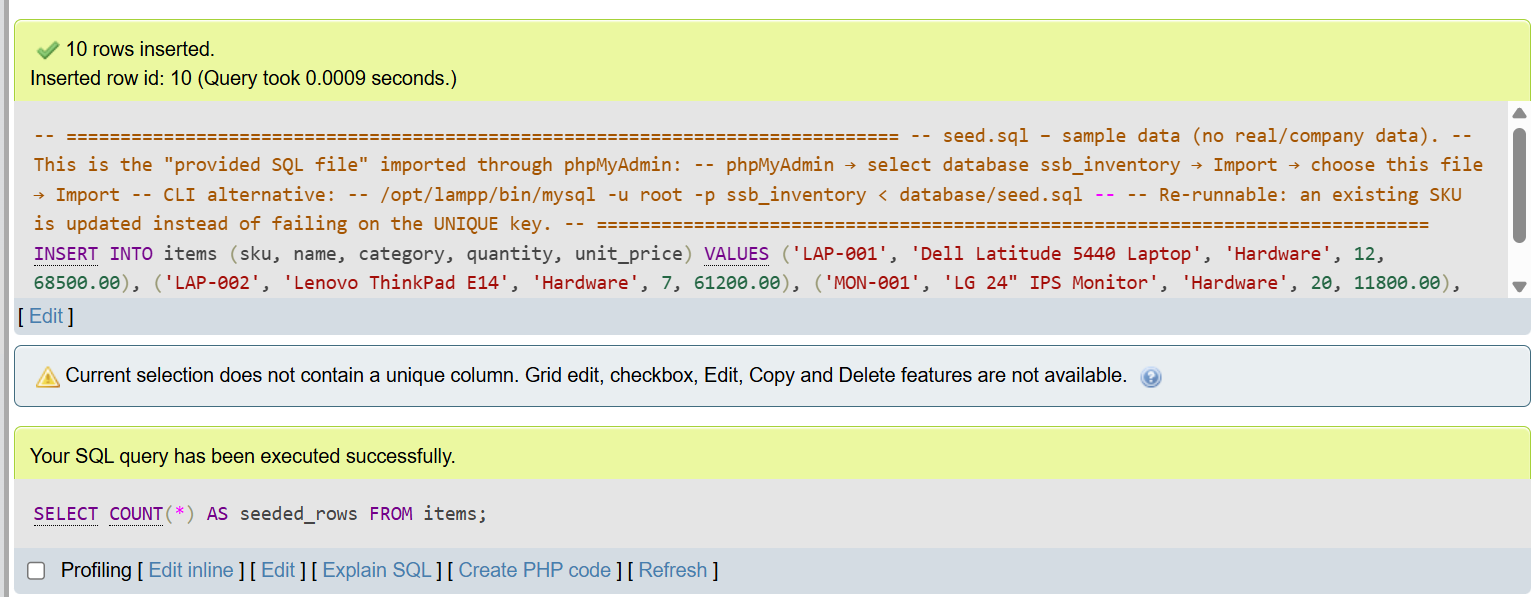 10 rows inserted.
Inserted row id: 10 (Query took 0.0009 seconds.)
-- ============================================================================= -- seed.sql — sample data (no real/company data). --
This is the "provided SQL file" imported through phpMyAdmin: -- phpMyAdmin → select database ssb_inventory → Import → choose this file
→ Import -- CLI alternative: -- /opt/lampp/bin/mysql -u root -p ssb_inventory < database/seed.sql -- -- Re-runnable: an existing SKU
is updated instead of failing on the UNIQUE key. -- =============================================================================
INSERT INTO items (sku, name, category, quantity, unit_price) VALUES ('LAP-001', 'Dell Latitude 5440 Laptop', 'Hardware', 12,
68500.00), ('LAP-002', 'Lenovo ThinkPad E14', 'Hardware', 7, 61200.00), ('MON-001', 'LG 24" IPS Monitor', 'Hardware', 20, 11800.00),
[ Edit ]
Current selection does not contain a unique column. Grid edit, checkbox, Edit, Copy and Delete features are not available.
Your SQL query has been executed successfully.
SELECT COUNT(*) AS seeded_rows FROM items;
Profiling [ Edit inline ] [ Edit ] [ Explain SQL ] [ Create PHP code ] [ Refresh ]